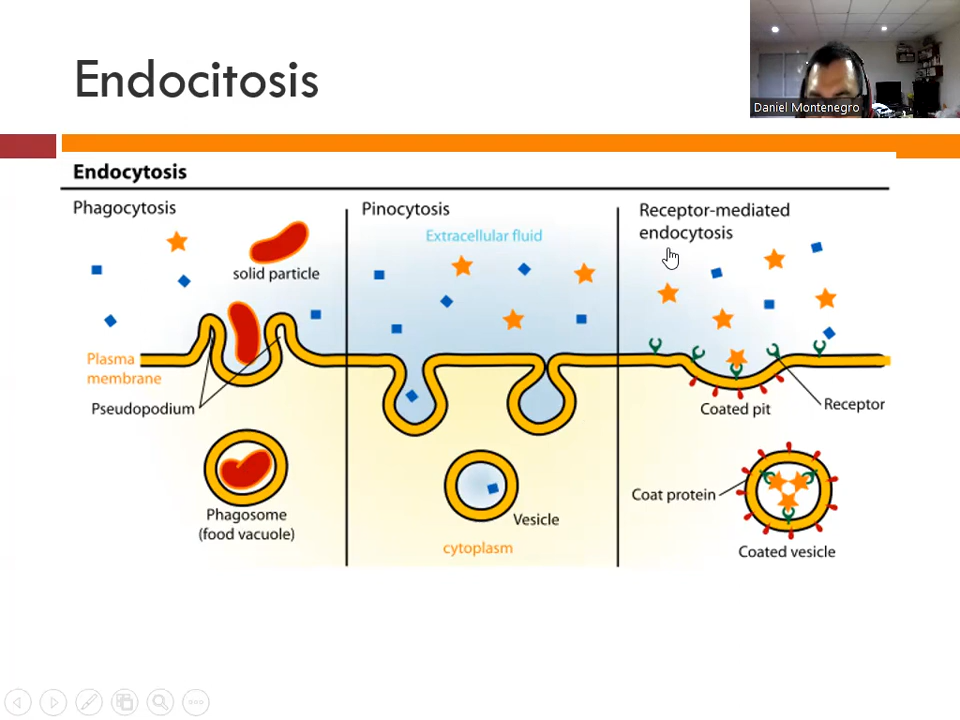 Endocitosis
Daniel Montenegro
Endocytosis
Phagocytosis
solid particle
Plasma
membrane
Pseudopodium
Phagosome
(food vacuole)
Pinocytosis
Extracellular fluid
Vesicle
cytoplasm
Receptor-mediated
endocytosis
Coated pit
Receptor
Coat protein
Coated vesicle